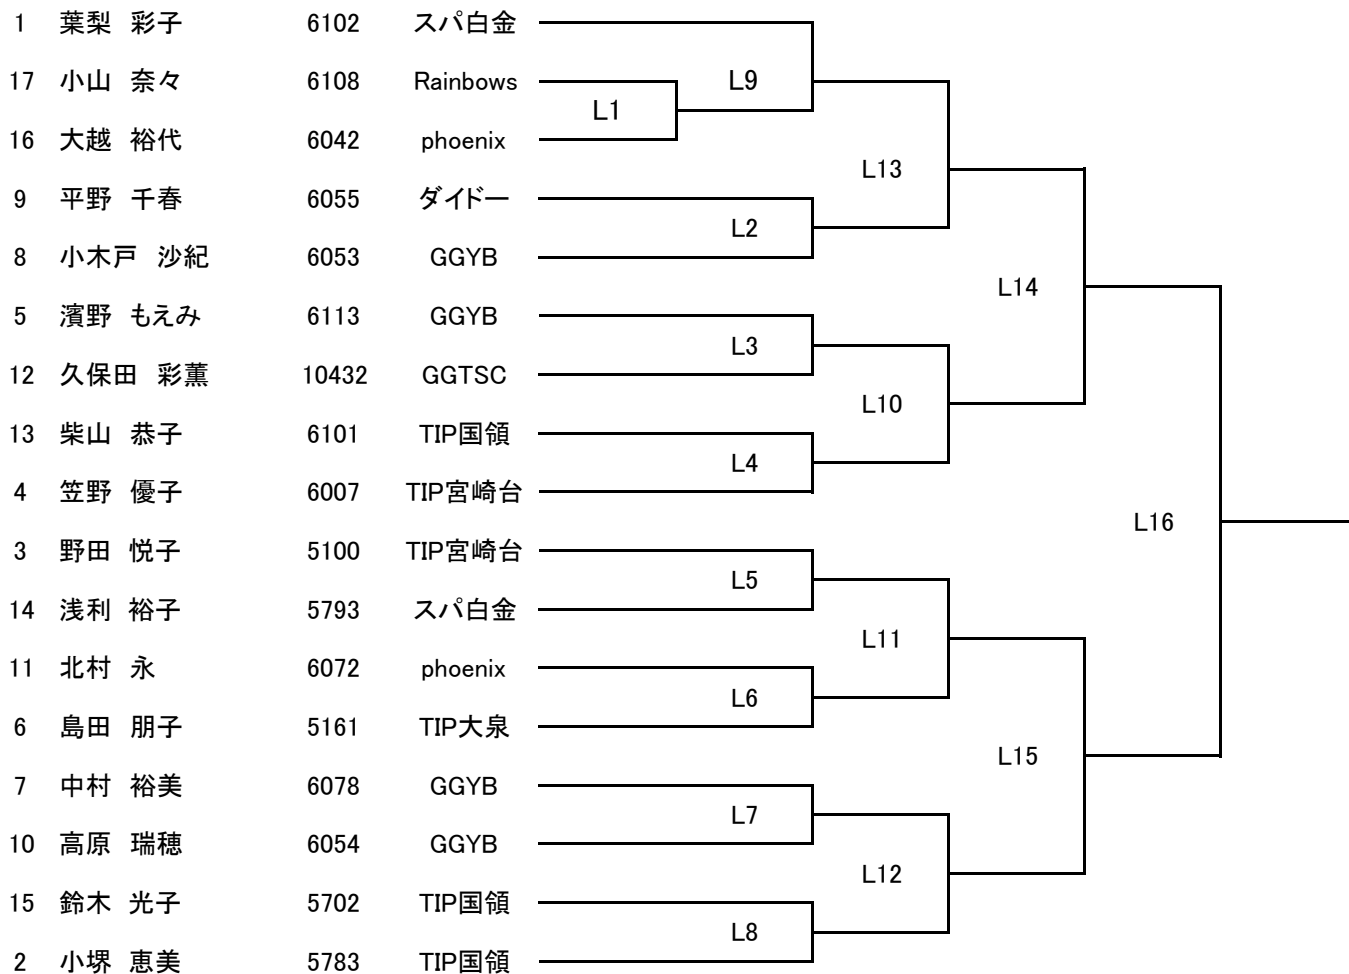 1 葉梨 彩子 6102 スパ白金
17 小山 奈々 6108 Rainbows L9
L1
16 大越 裕代 6042 phoenix
L13
9 平野 千春 6055 ダイドー
L2
8 小木戸 沙紀 6053 GGYB
L14
5 濱野 もえみ 6113 GGYB
L3
12 久保田 彩薫 10432 GGTSC
L10
13 柴山 恭子 6101 TIP国領
L4
4 笠野 優子 6007 TIP宮崎台
L16
3 野田 悦子 5100 TIP宮崎台
L5
14 浅利 裕子 5793 スパ白金
L11
11 北村 永 6072 phoenix
L6
6 島田 朋子 5161 TIP大泉
L15
7 中村 裕美 6078 GGYB
L7
10 高原 瑞穂 6054 GGYB
L12
15 鈴木 光子 5702 TIP国領
L8
2 小堺 恵美 5783 TIP国領